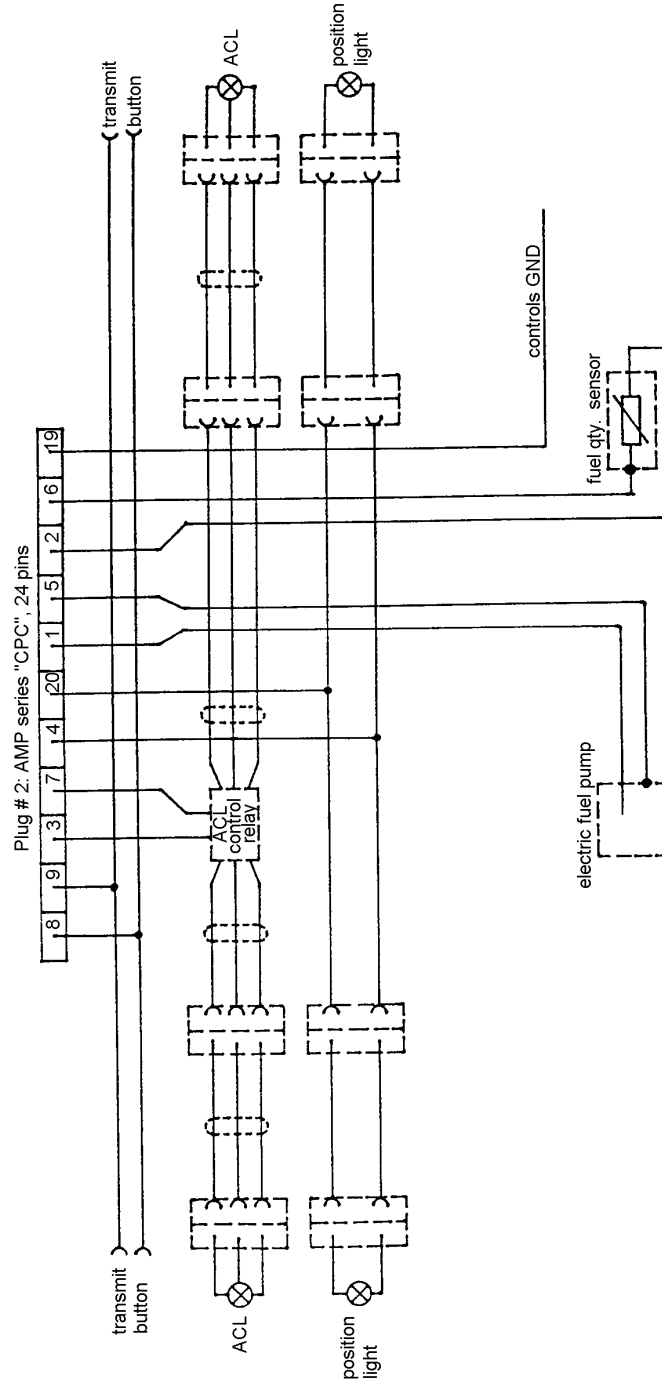 Plug # 2: AMP series "CPC", 24 pins
8 9 3 7 4 20 1 5 2 6 19
transmit
button
transmit
button
ACL
ACL
control
relay
ACL
position
light
position
light
controls GND
electric fuel pump
fuel qty. sensor